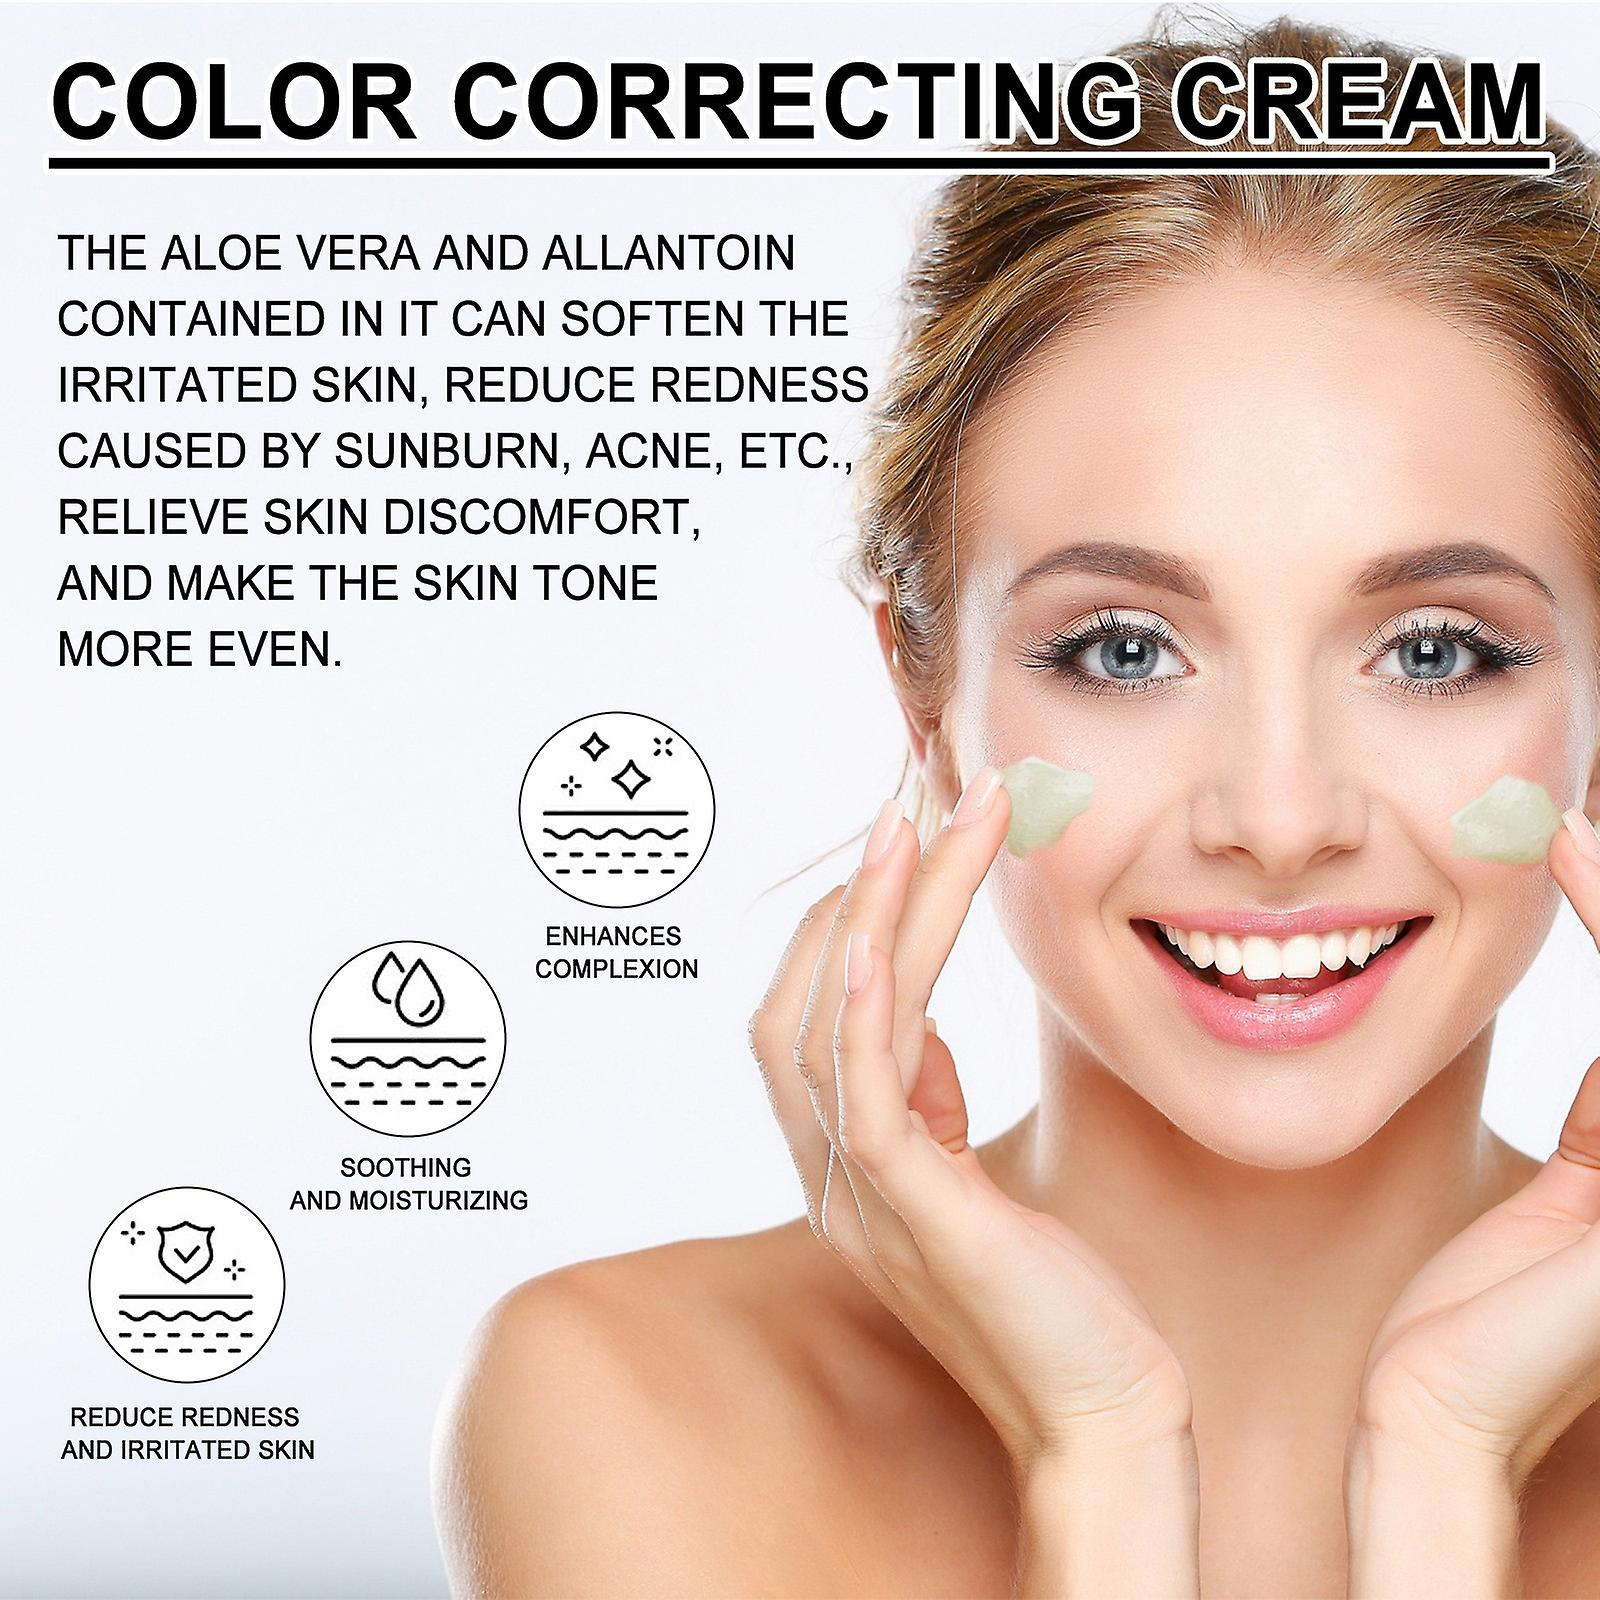 COLOR CORRECTING CREAM
THE ALOE VERA AND ALLANTOIN
CONTAINED IN IT CAN SOFTEN THE
IRRITATED SKIN, REDUCE REDNESS
CAUSED BY SUNBURN, ACNE, ETC.,
RELIEVE SKIN DISCOMFORT,
AND MAKE THE SKIN TONE
MORE EVEN.
ENHANCES
COMPLEXION
SOOTHING
AND MOISTURIZING
REDUCE REDNESS
AND IRRITATED SKIN